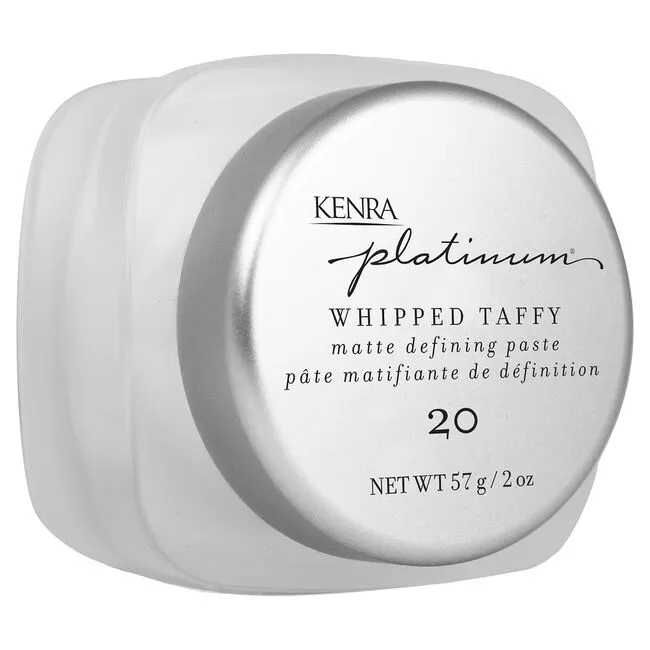 KENRA
platinum®
WHIPPED TAFFY
matte defining paste
pâte matifiante de définition
20
NET WT 57 g / 2 oz